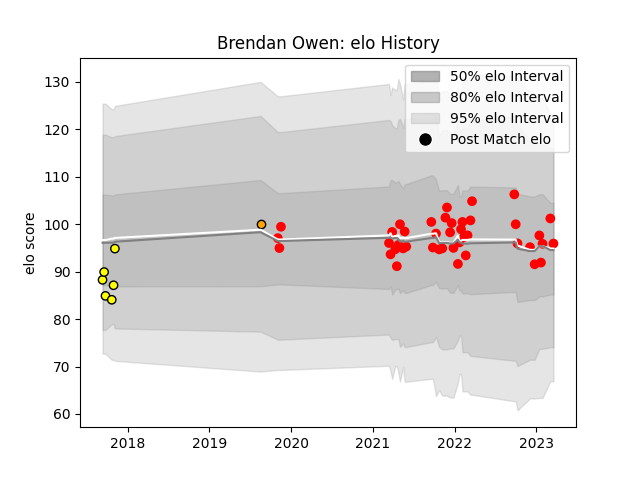 Brendan Owen: elo History
50% elo Interval
80% elo Interval
95% elo Interval
Post Match elo
elo score
130
120
110
100
90
80
70
60
2018
2019
2020
2021
2022
2023